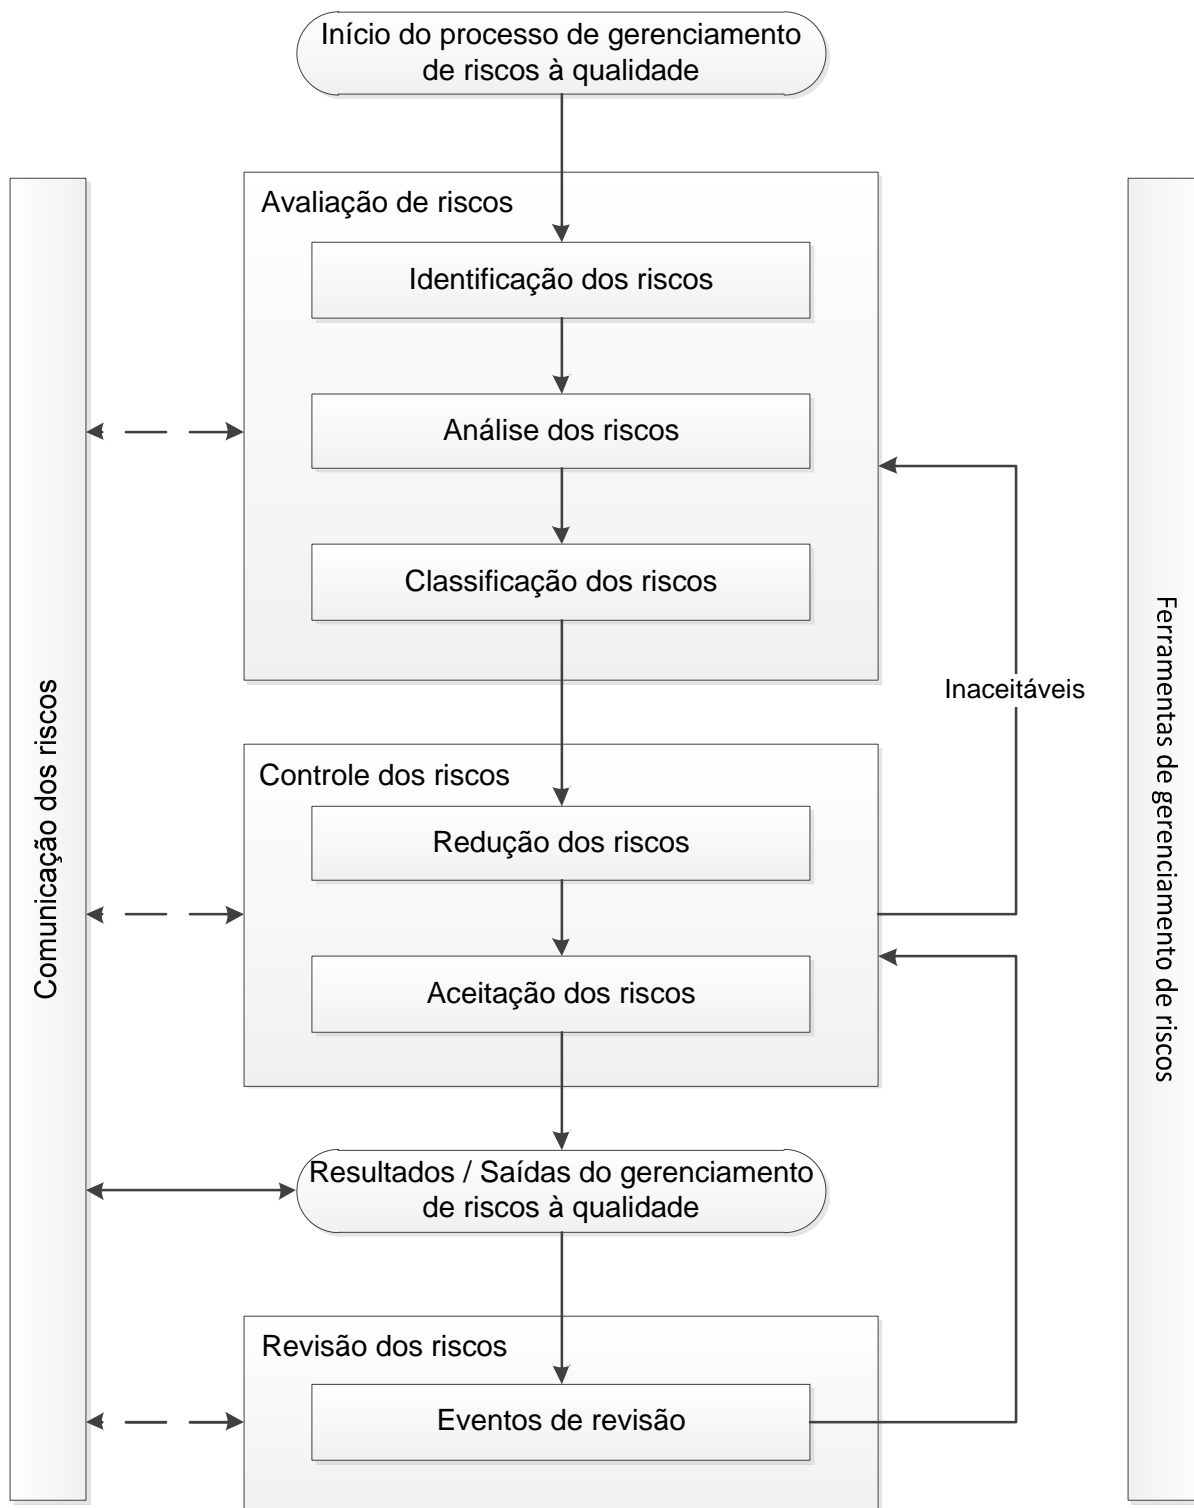 Início do processo de gerenciamento
de riscos à qualidade
Avaliação de riscos
Identificação dos riscos
Análise dos riscos
Classificação dos riscos
Inaceitáveis
Controle dos riscos
Redução dos riscos
Aceitação dos riscos
Resultados / Saídas do gerenciamento
de riscos à qualidade
Revisão dos riscos
Eventos de revisão
Comunicação dos riscos
Ferramentas de gerenciamento de riscos